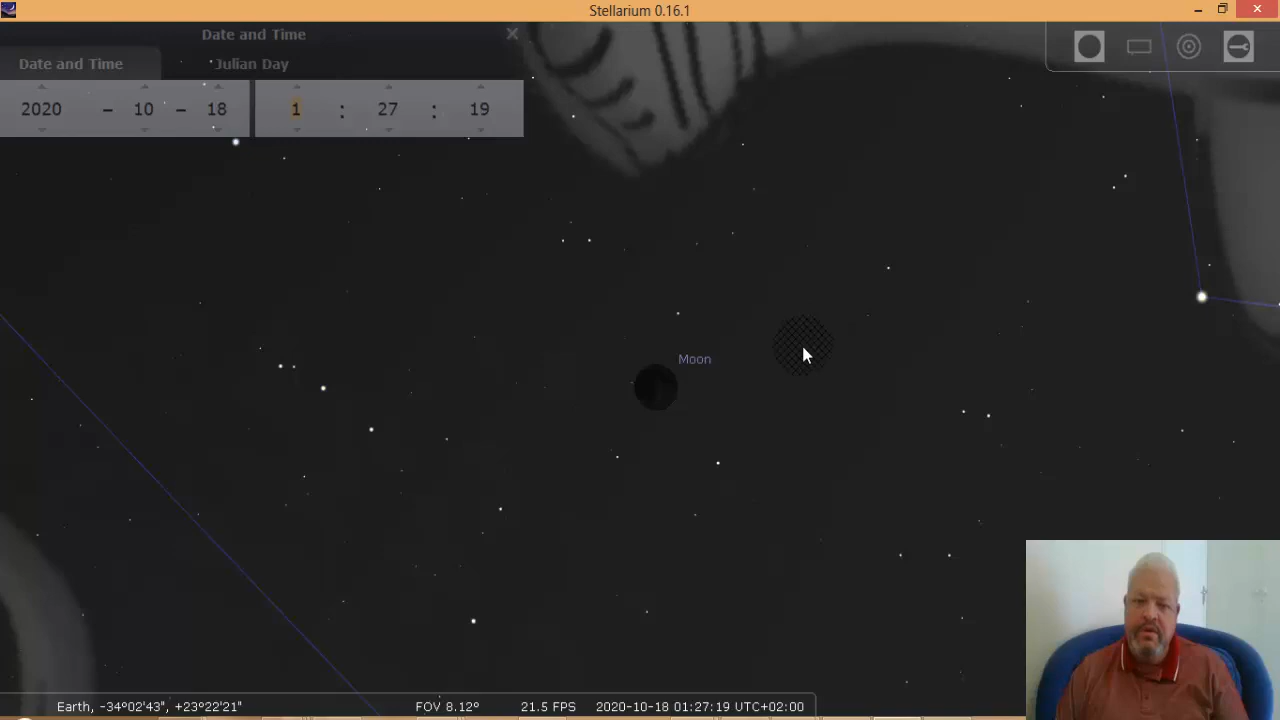 Stellarium 0.16.1
Date and Time
Date and Time Julian Day
2020 - 10 - 18 1 : 27 : 19
Moon
Earth, -34°02'43", +23°22'21" FOV 8.12° 21.5 FPS 2020-10-18 01:27:19 UTC+02:00